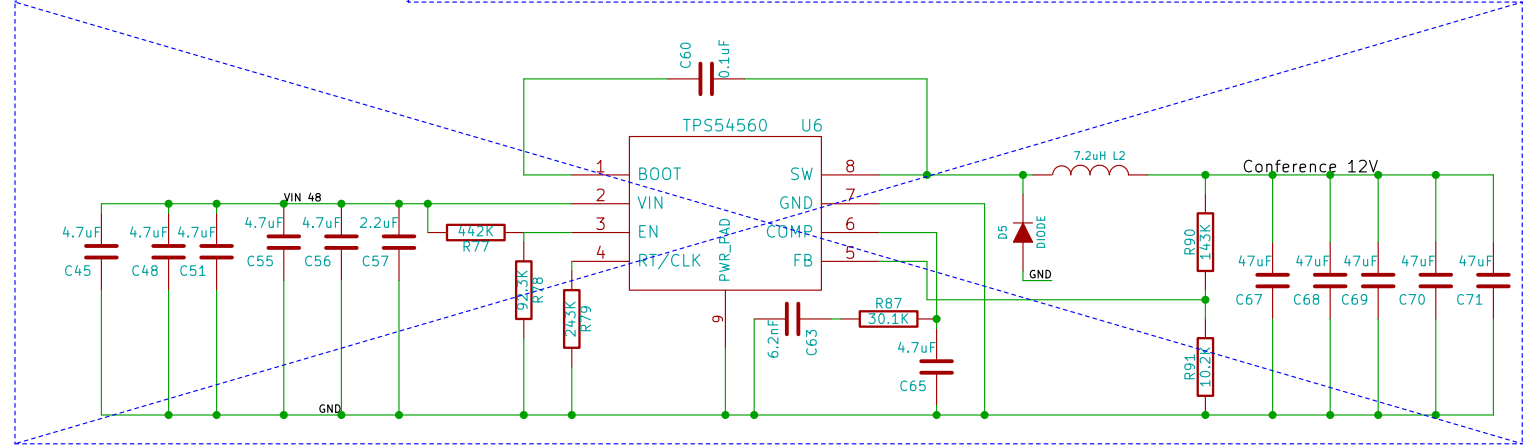 C60
0.1uF
TPS54560 U6
1 BOOT
SW 8
2 VIN
GND 7
3 EN
COMP 6
4 RT/CLK
FB 5
PWR_PAD
9
VIN 48
4.7uF
C45
4.7uF
C48
4.7uF
C51
4.7uF
C55
4.7uF
C56
2.2uF
C57
442K
R77
92.3K
R78
243K
R79
GND
6.2nF
C63
R87
30.1K
4.7uF
C65
D5
DIODE
GND
7.2uH L2
Conference 12V
R90
143K
R91
10.2K
47uF
C67
47uF
C68
47uF
C69
47uF
C70
47uF
C71